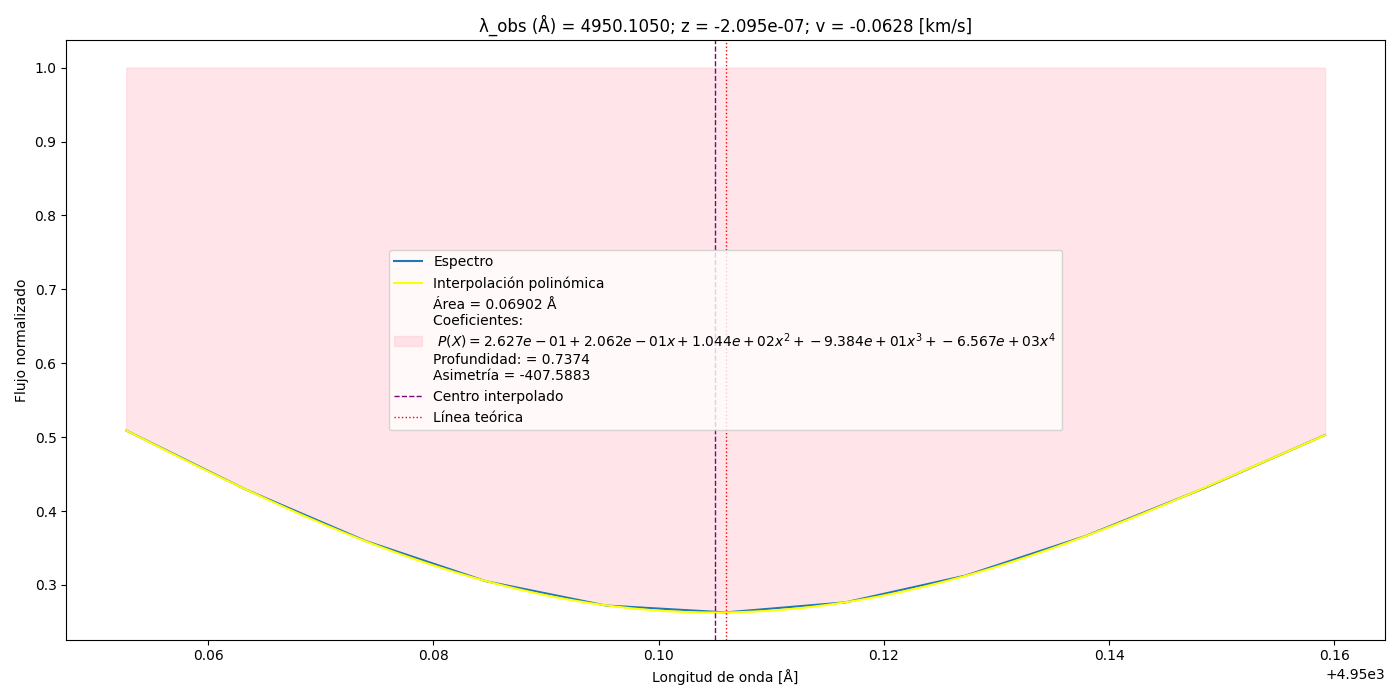 λ_obs (Å) = 4950.1050; z = -2.095e-07; v = -0.0628 [km/s]
1.0
0.9
0.8
0.7
0.6
0.5
0.4
0.3
Flujo normalizado
Espectro
Interpolación polinómica
Área = 0.06902 Å
Coeficientes:
P(X) = 2.627e − 01 + 2.062e − 01x + 1.044e + 02x² + −9.384e + 01x³ + −6.567e + 03x⁴
Profundidad: = 0.7374
Asimetría = -407.5883
Centro interpolado
Línea teórica
0.06 0.08 0.10 0.12 0.14 0.16
+4.95e3
Longitud de onda [Å]